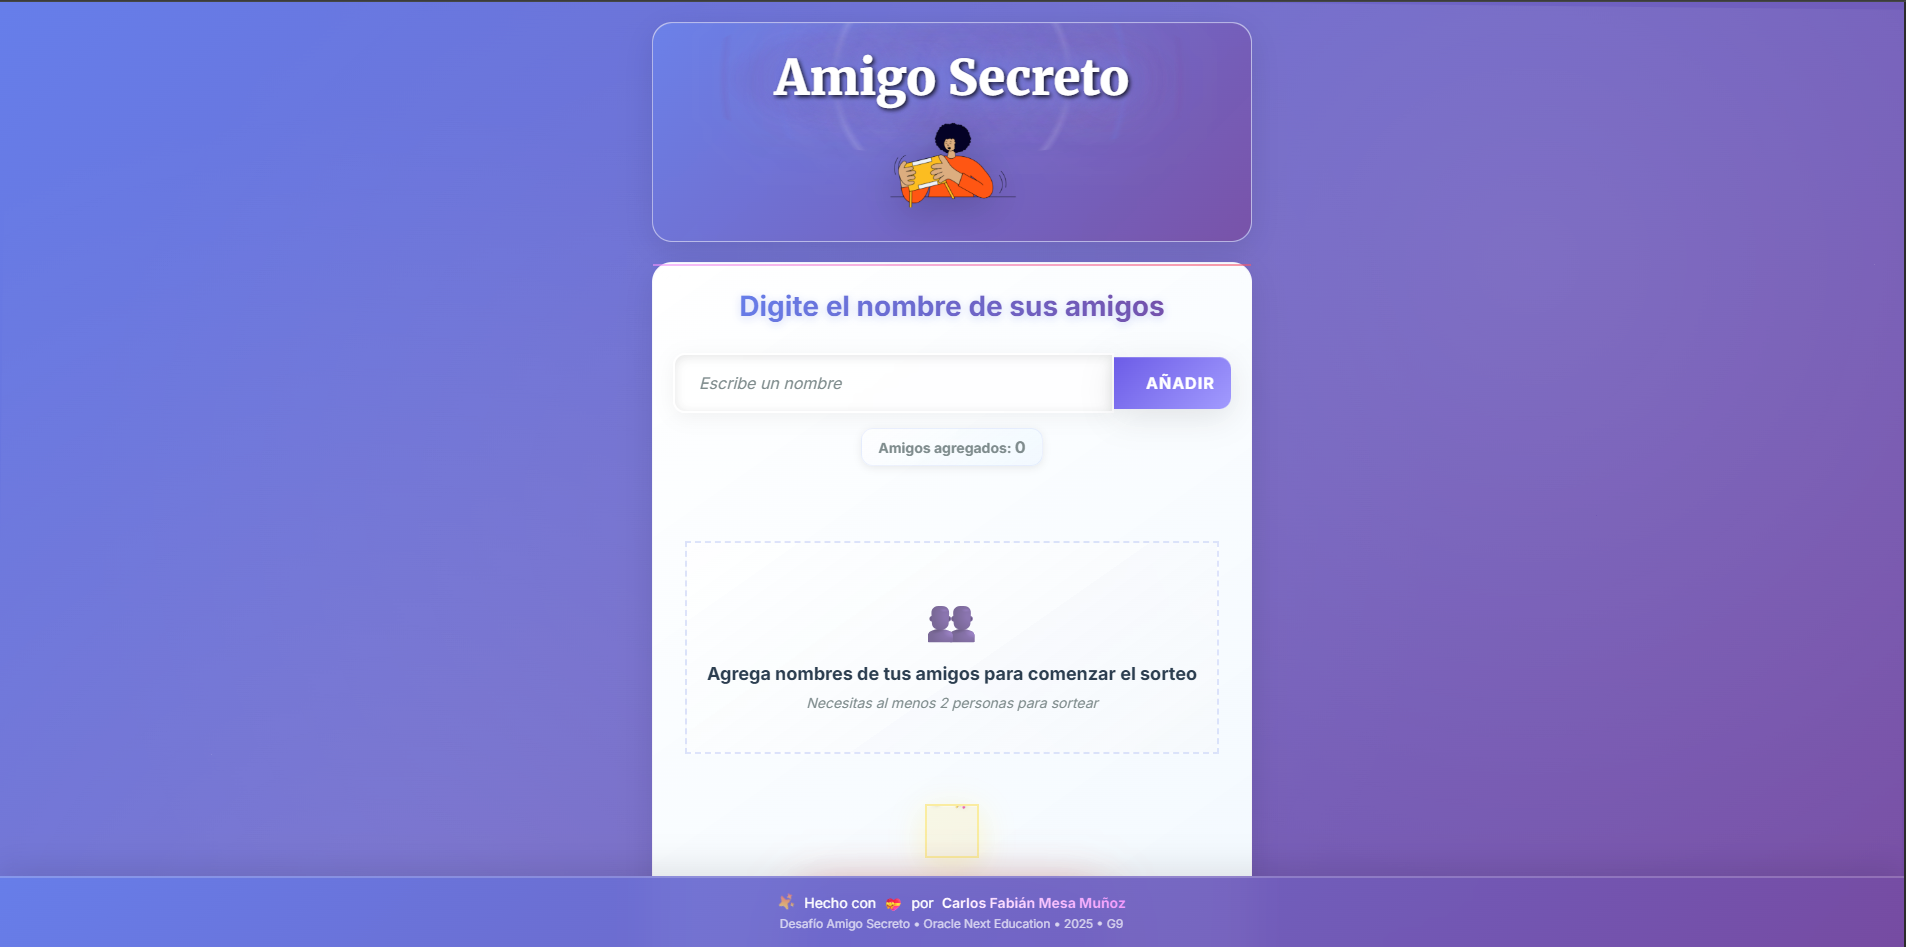 Amigo Secreto
Digite el nombre de sus amigos
Escribe un nombre
AÑADIR
Amigos agregados: 0
Agrega nombres de tus amigos para comenzar el sorteo
Necesitas al menos 2 personas para sortear
Hecho con por Carlos Fabián Mesa Muñoz
Desafío Amigo Secreto • Oracle Next Education • 2025 • G9